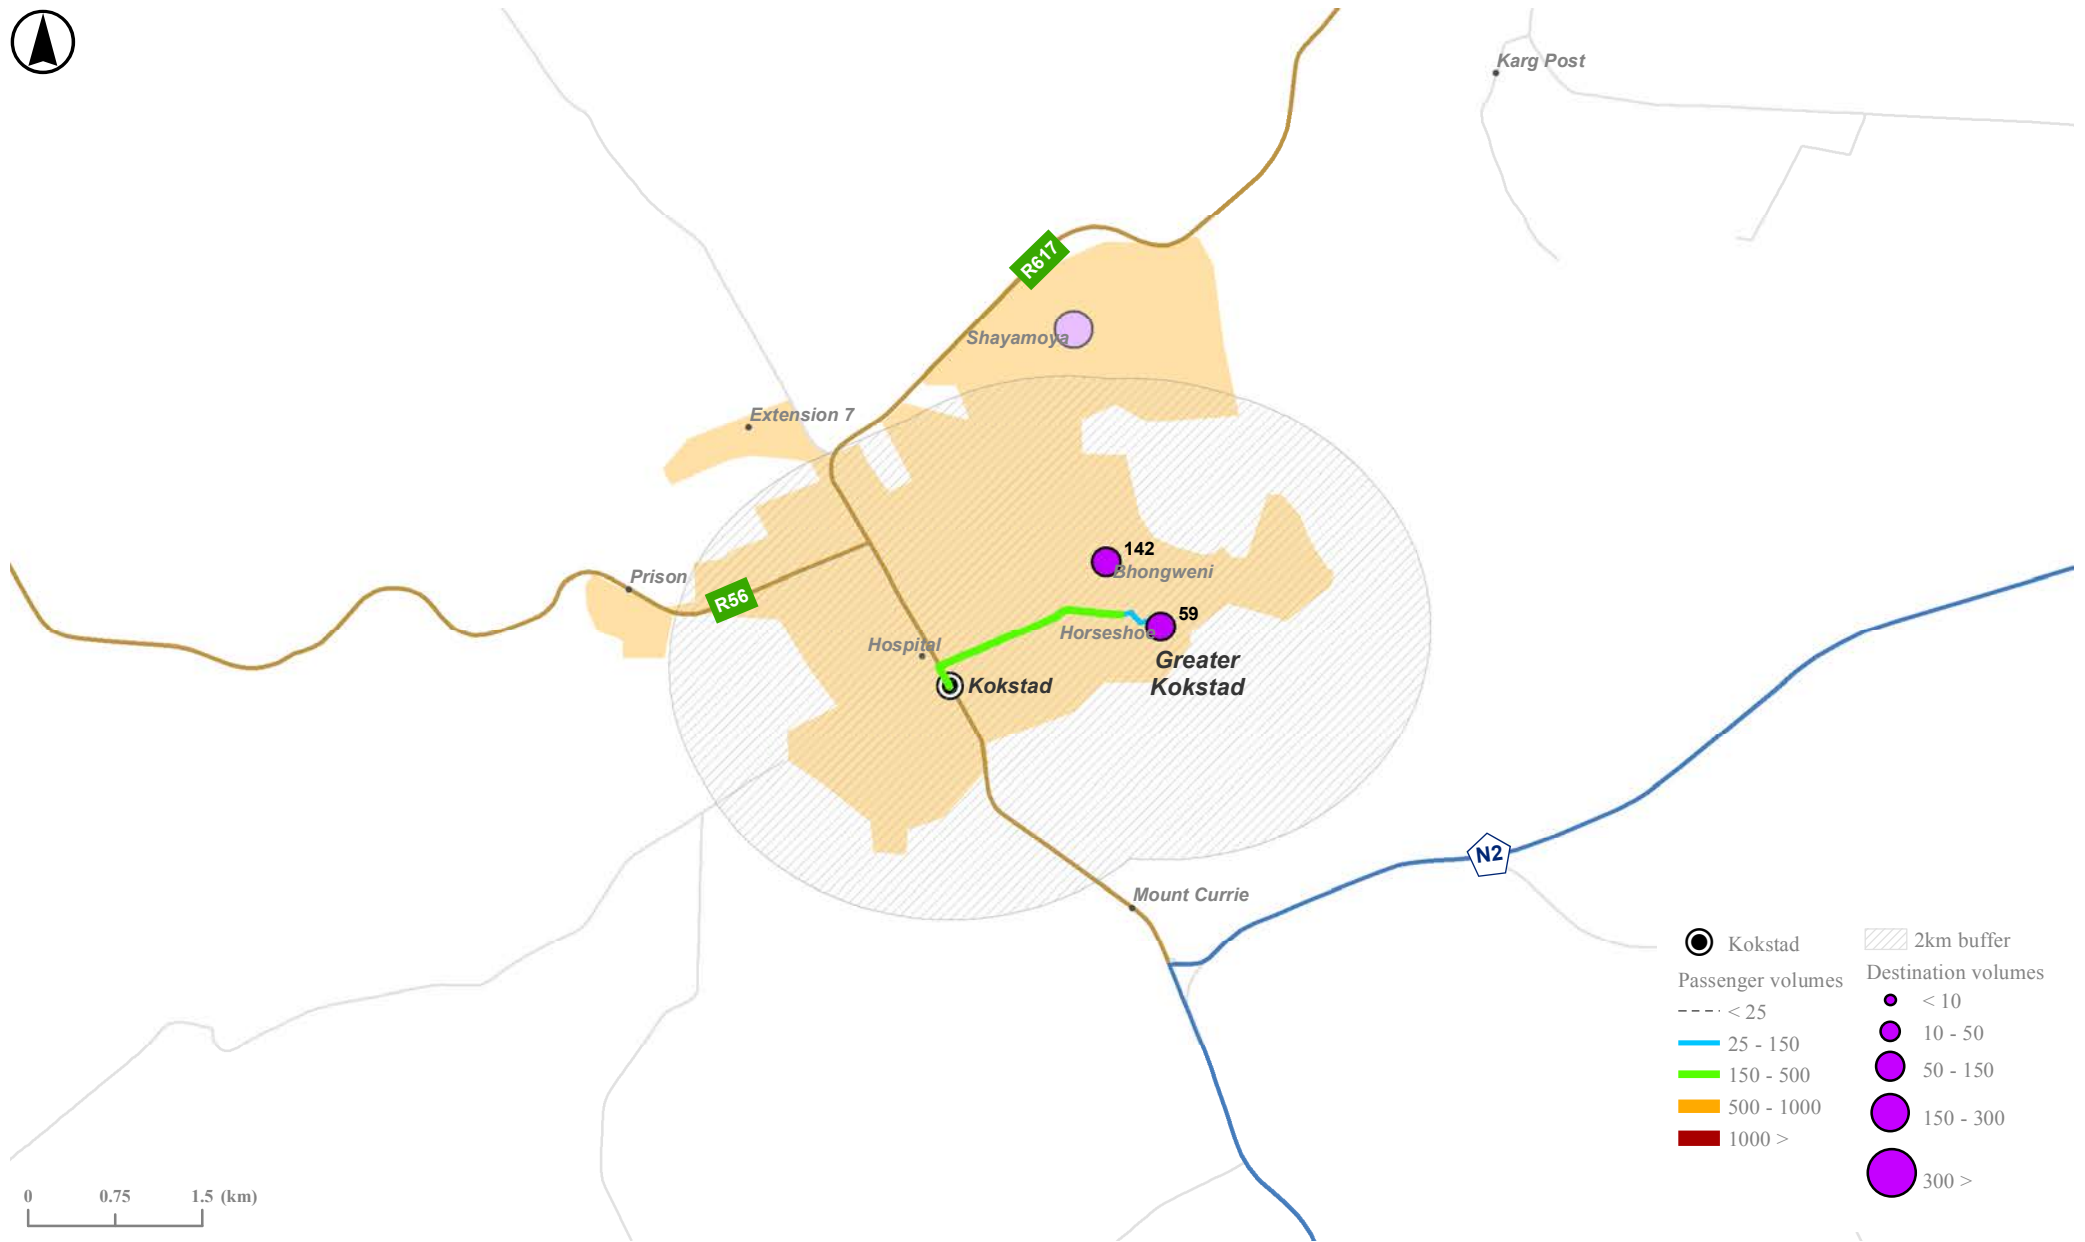 Karg Post
R617
Shayamoya
Extension 7
142
Bhongweni
Prison
R56
59
Horseshoe
Hospital
Greater
Kokstad
Kokstad
N2
Mount Currie
Kokstad
Passenger volumes
< 25
25 - 150
150 - 500
500 - 1000
1000 >
2km buffer
Destination volumes
< 10
10 - 50
50 - 150
150 - 300
300 >
0 0.75 1.5 (km)